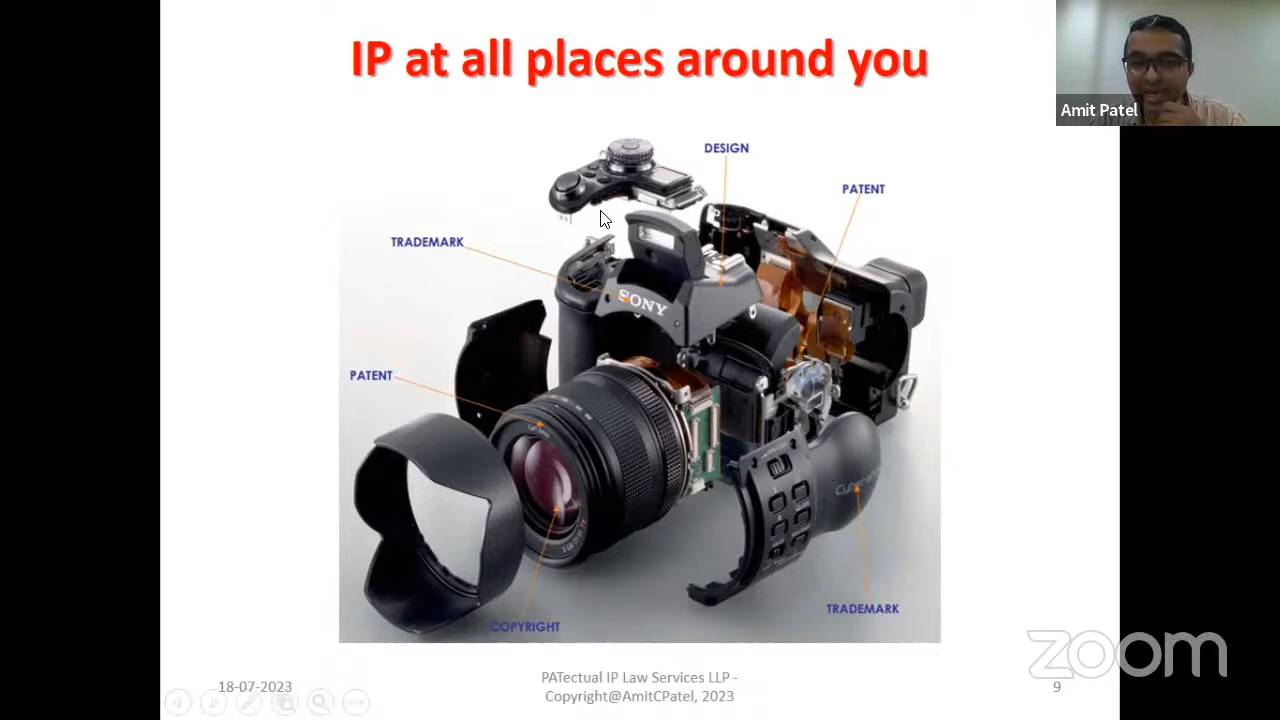 IP at all places around you
Amit Patel
DESIGN
PATENT
TRADEMARK
SONY
PATENT
TRADEMARK
COPYRIGHT
zoom
18-07-2023
PATectual IP Law Services LLP -
Copyright@AmitCPatel, 2023
9